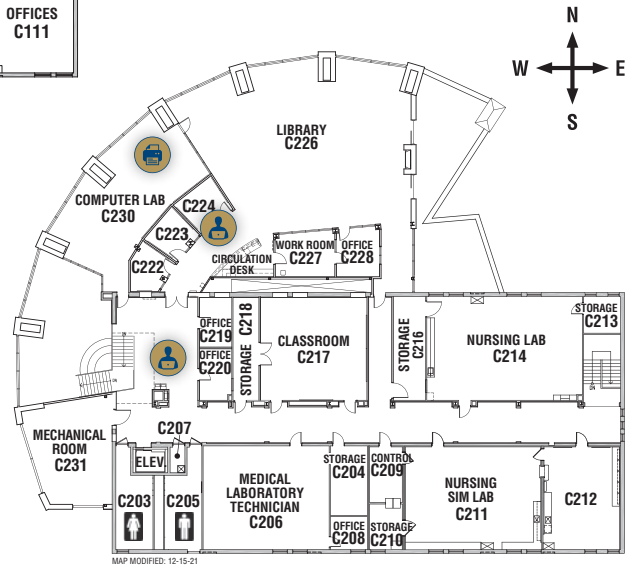 OFFICES
C111
N
W E
S
LIBRARY
C226
COMPUTER LAB
C230
C224
C223
C222
CIRCULATION
DESK
WORK ROOM
C227
OFFICE
C228
OFFICE
C219
OFFICE
C220
STORAGE C218
CLASSROOM
C217
STORAGE
C216
NURSING LAB
C214
STORAGE
C213
DN
DN
C207
MECHANICAL
ROOM
C231
ELEV.
C203
C205
MEDICAL
LABORATORY
TECHNICIAN
C206
STORAGE
C204
OFFICE
C208
CONTROL
C209
STORAGE
C210
NURSING
SIM LAB
C211
C212
MAP MODIFIED: 12-15-21